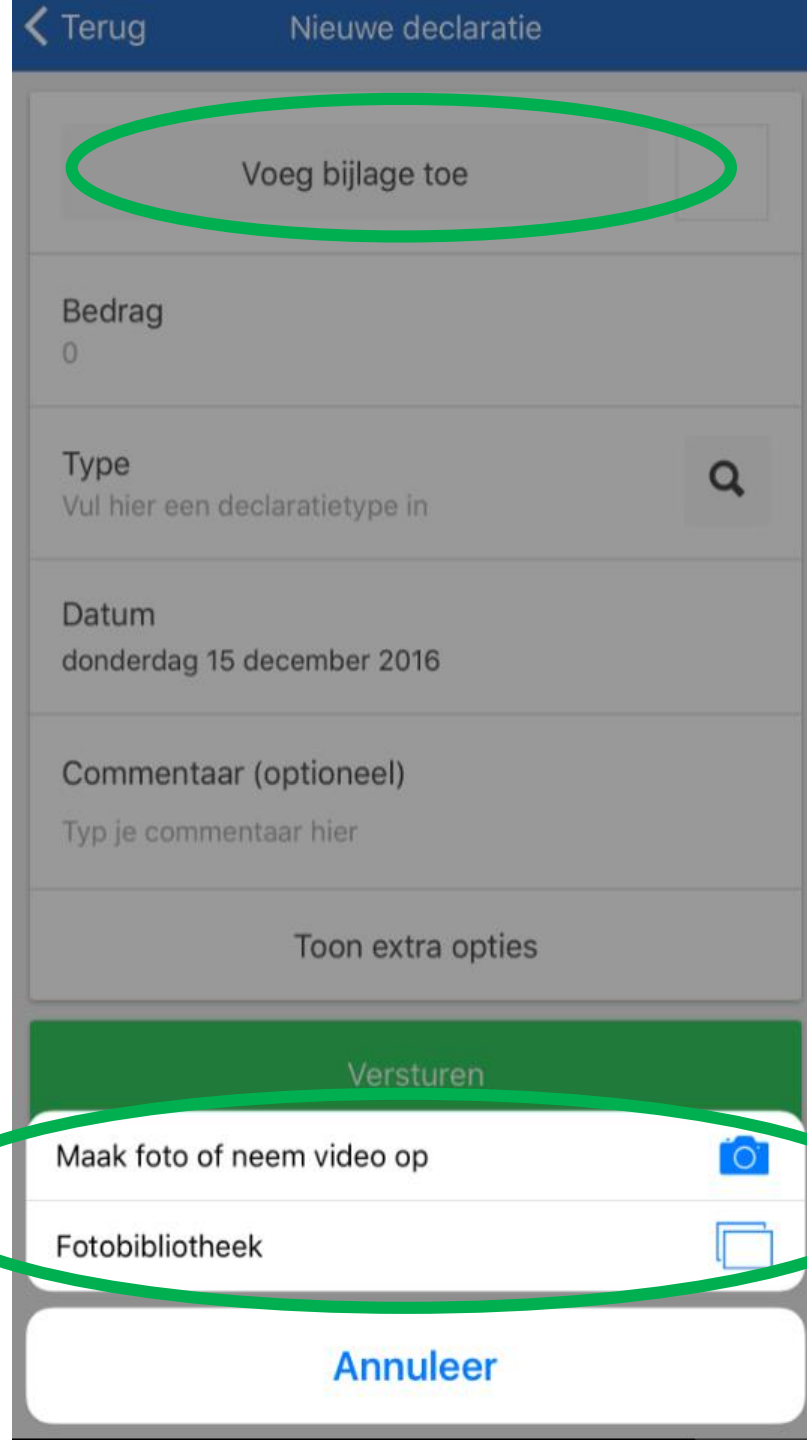 Terug Nieuwe declaratie
Voeg bijlage toe
Bedrag
0
Type
Vul hier een declaratietype in
Datum
donderdag 15 december 2016
Commentaar (optioneel)
Typ je commentaar hier
Toon extra opties
Versturen
Maak foto of neem video op
Fotobibliotheek
Annuleer